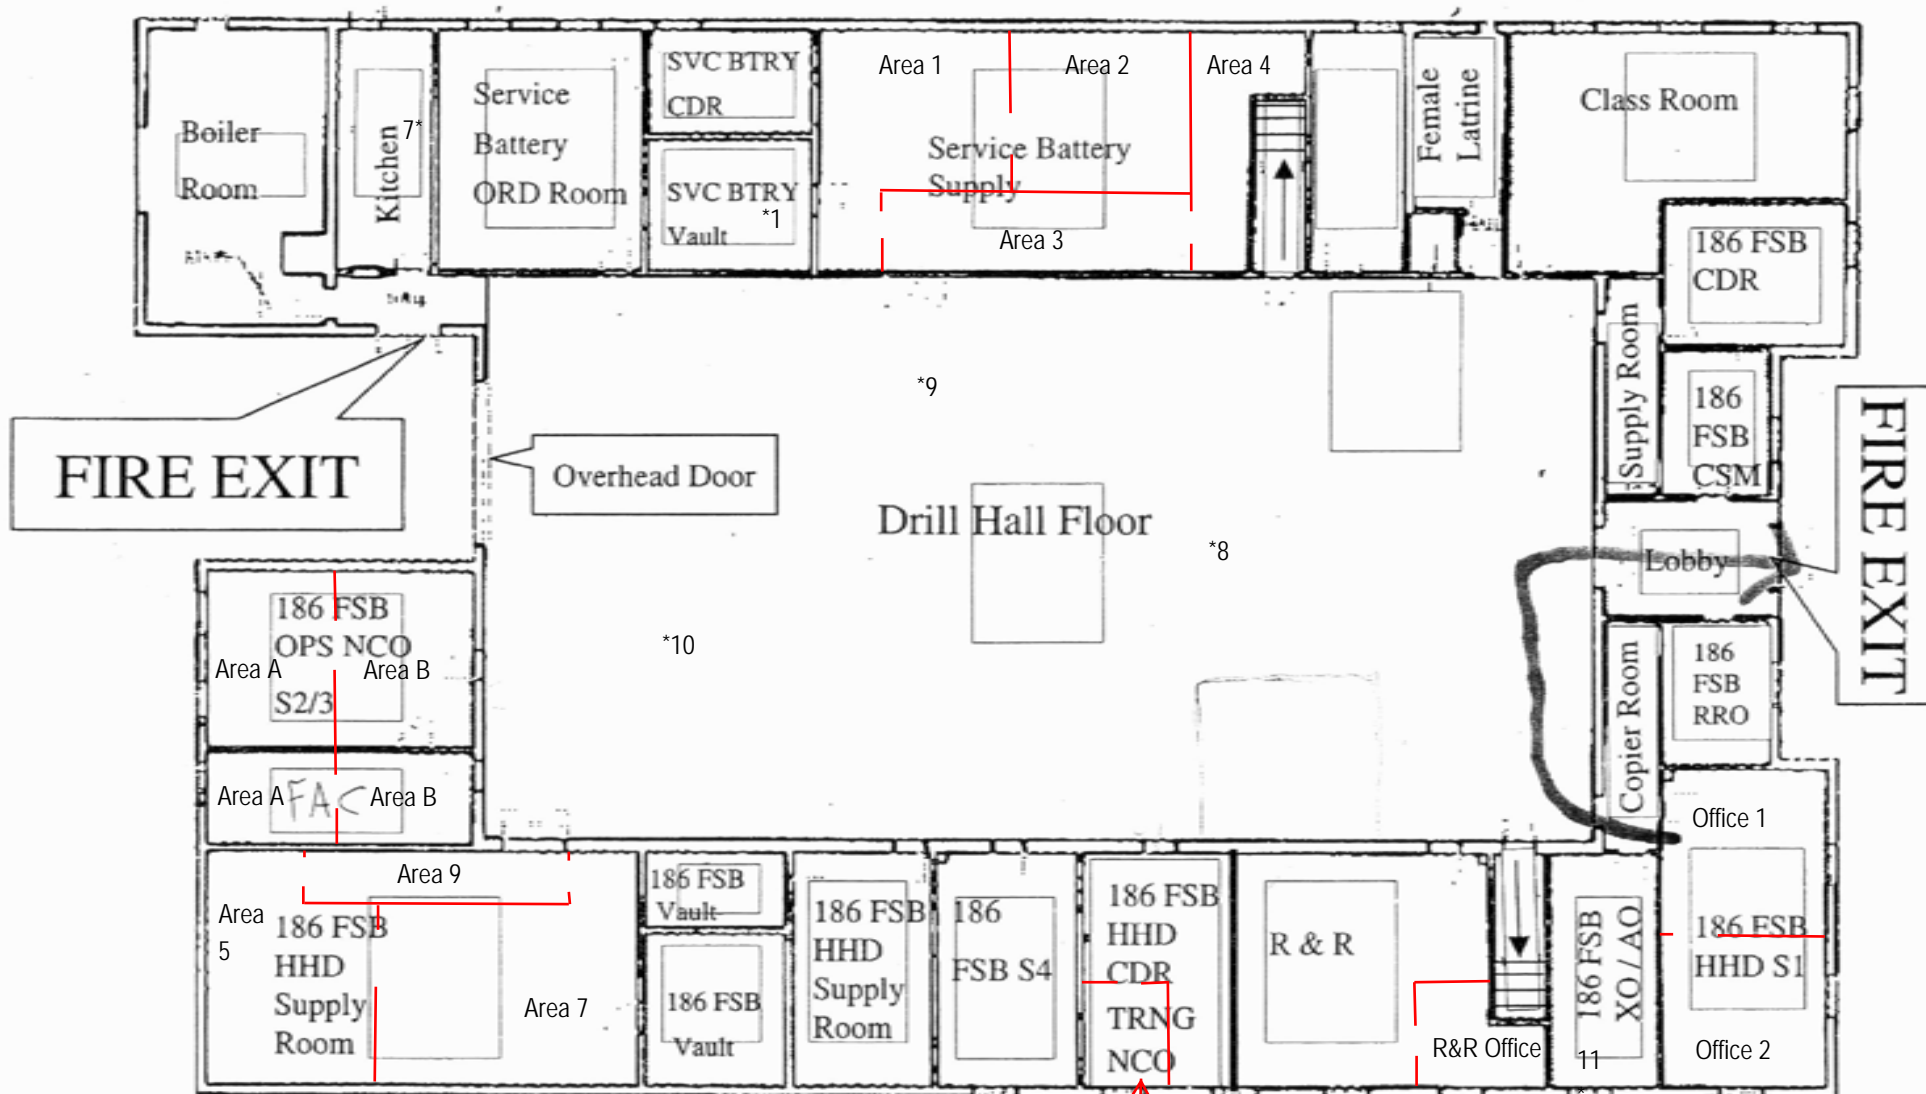 Boiler
Room
Kitchen
7*
Service
Battery
ORD Room
SVC BTRY
CDR
SVC BTRY
Vault
*1
Area 1
Area 2
Area 4
Service Battery
Supply
Area 3
Female
Latrine
Class Room
186 FSB
CDR
Supply Room
186
FSB
CSM
FIRE EXIT
Overhead Door
*9
Drill Hall Floor
*8
*10
Lobby
FIRE EXIT
186 FSB
OPS NCO
Area A
Area B
S2/3
Area A
FAC
Area B
Copier Room
186
FSB
RRO
Office 1
Area 9
Area
5
186 FSB
HHD
Supply
Room
Area 7
186 FSB
Vault
186 FSB
Vault
186 FSB
HHD
Supply
Room
186
FSB S4
186 FSB
HHD
CDR
TRNG
NCO
R & R
R&R Office
186 FSB
XO / AO
11
186 FSB
HHD S1
Office 2